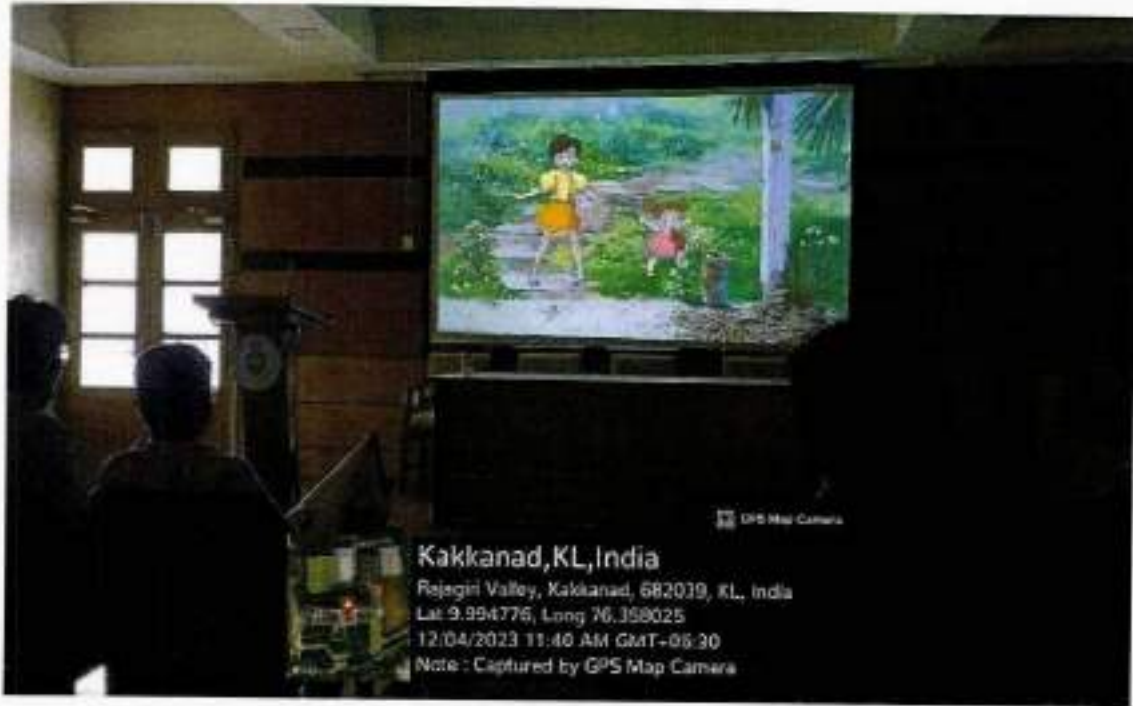 GPS Map Camera
Kakkanad,KL,India
Rajagiri Valley, Kakkanad, 682039, KL, India
Lat 9.994776, Long 76.358025
12/04/2023 11:40 AM GMT+05:30
Note : Captured by GPS Map Camera